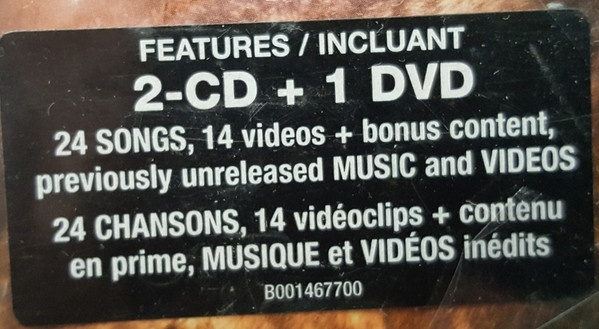 FEATURES / INCLUANT
2-CD + 1 DVD
24 SONGS, 14 videos + bonus content,
previously unreleased MUSIC and VIDEOS
24 CHANSONS, 14 vidéoclips + contenu
en prime, MUSIQUE et VIDÉOS inédits
B001467700